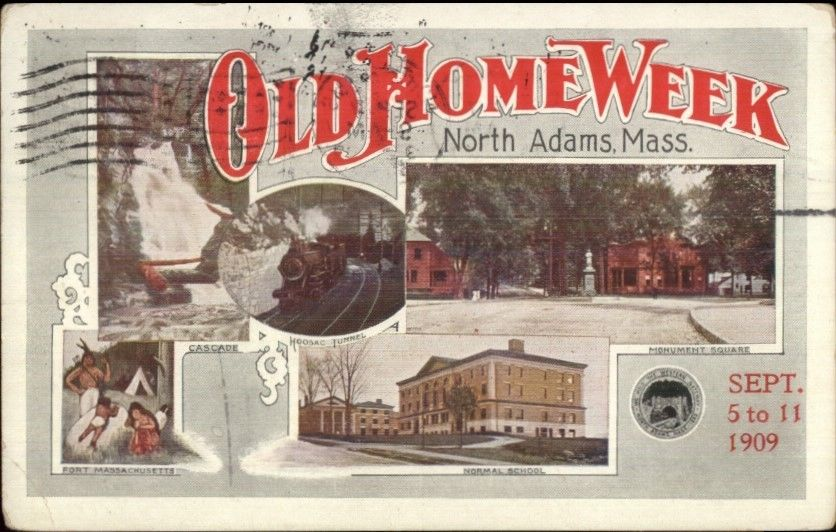 OLD HOME WEEK
North Adams, Mass.
CASCADE
HOOSAC TUNNEL
MONUMENT SQUARE
FORT MASSACHUSETTS
NORMAL SCHOOL
SEPT.
5 to 11
1909